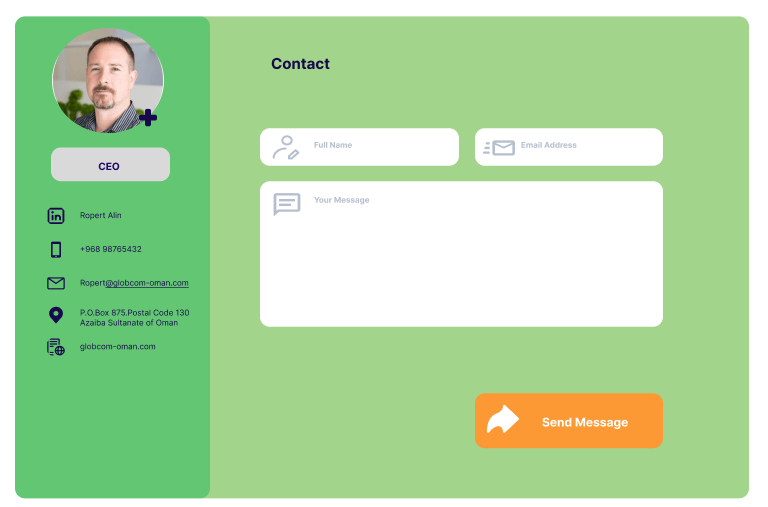 CEO
Ropert Alin
+968 98765432
Ropert@globcom-oman.com
P.O.Box 875.Postal Code 130
Azaiba Sultanate of Oman
globcom-oman.com
Contact
Full Name
Email Address
Your Message
Send Message